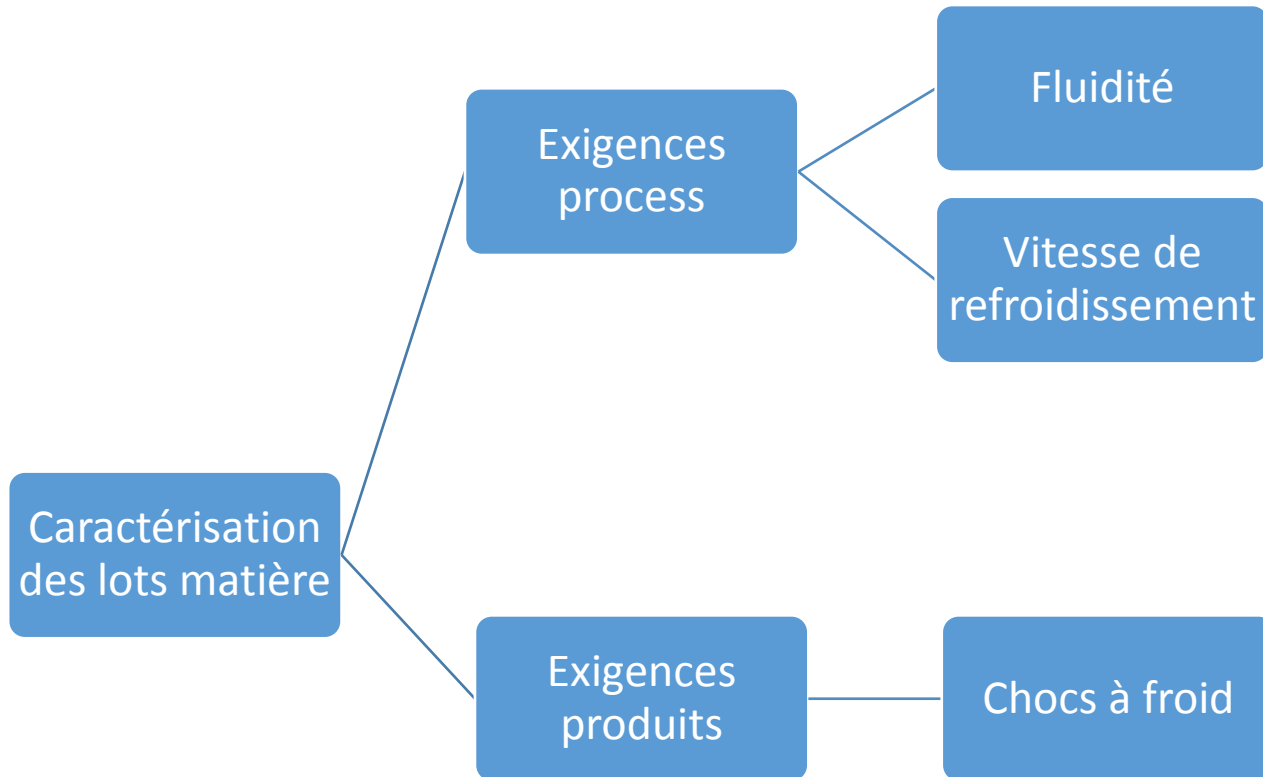 Caractérisation
des lots matière
Exigences
process
Fluidité
Vitesse de
refroidissement
Exigences
produits
Chocs à froid